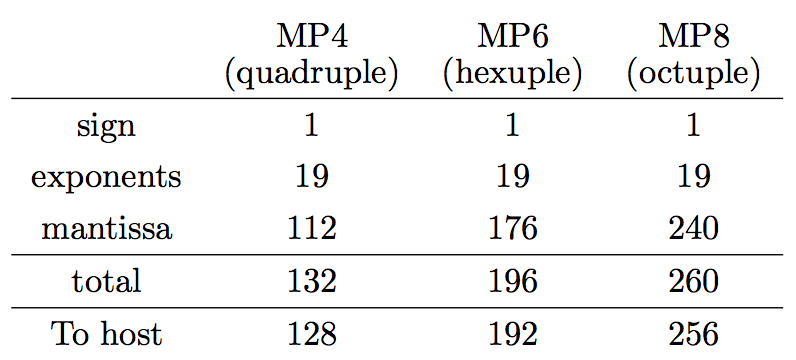 MP4 MP6 MP8
(quadruple) (hexuple) (octuple)
sign 1 1 1
exponents 19 19 19
mantissa 112 176 240
total 132 196 260
To host 128 192 256